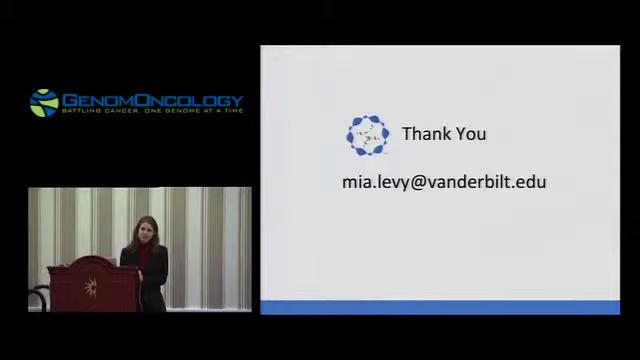 GENOMONCOLOGY
BATTLING CANCER, ONE GENOME AT A TIME
Thank You
mia.levy@vanderbilt.edu